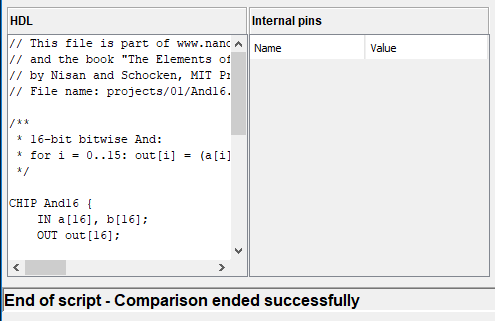 HDL
Internal pins
// This file is part of www.nand
Name Value
// and the book "The Elements of
// by Nisan and Schocken, MIT Pr
// File name: projects/01/And16.
/**
* 16-bit bitwise And:
* for i = 0..15: out[i] = (a[i]
*/
CHIP And16 {
IN a[16], b[16];
OUT out[16];
End of script - Comparison ended successfully